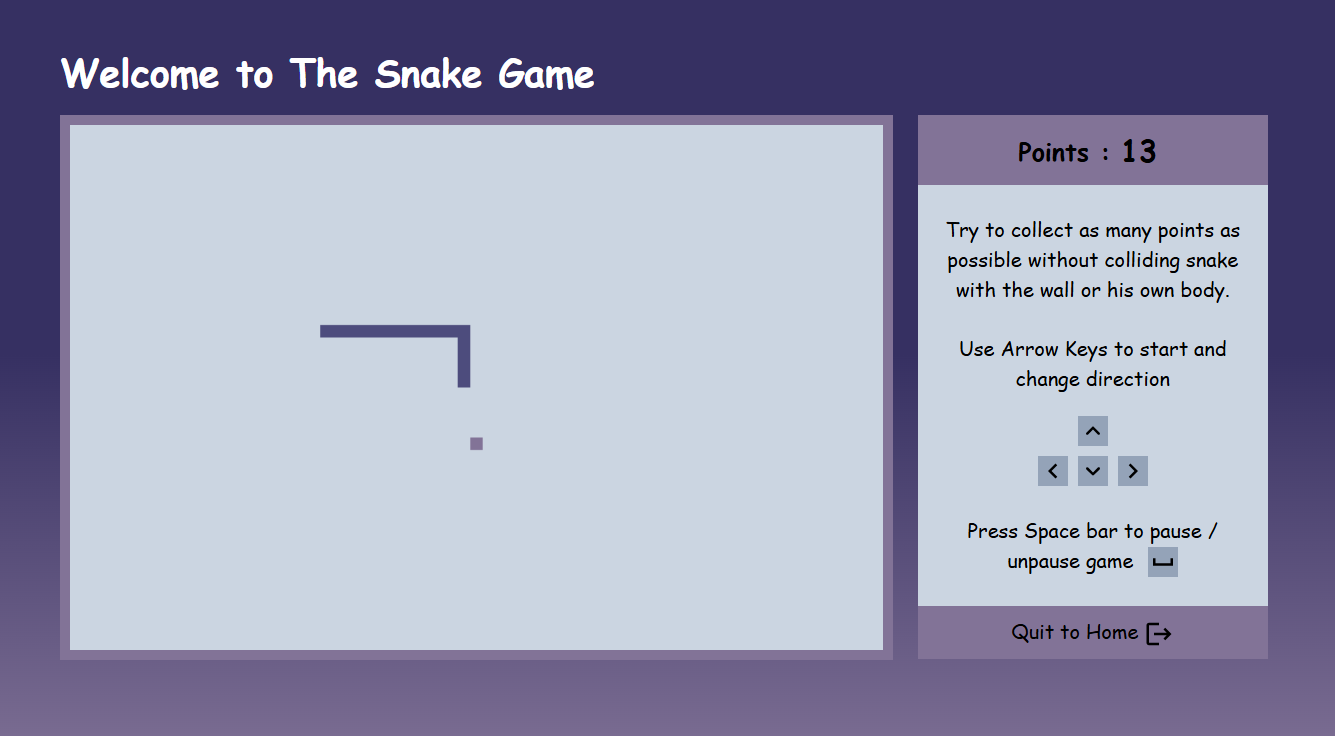 Welcome to The Snake Game
Points : 13
Try to collect as many points as
possible without colliding snake
with the wall or his own body.
Use Arrow Keys to start and
change direction
Press Space bar to pause /
unpause game
Quit to Home